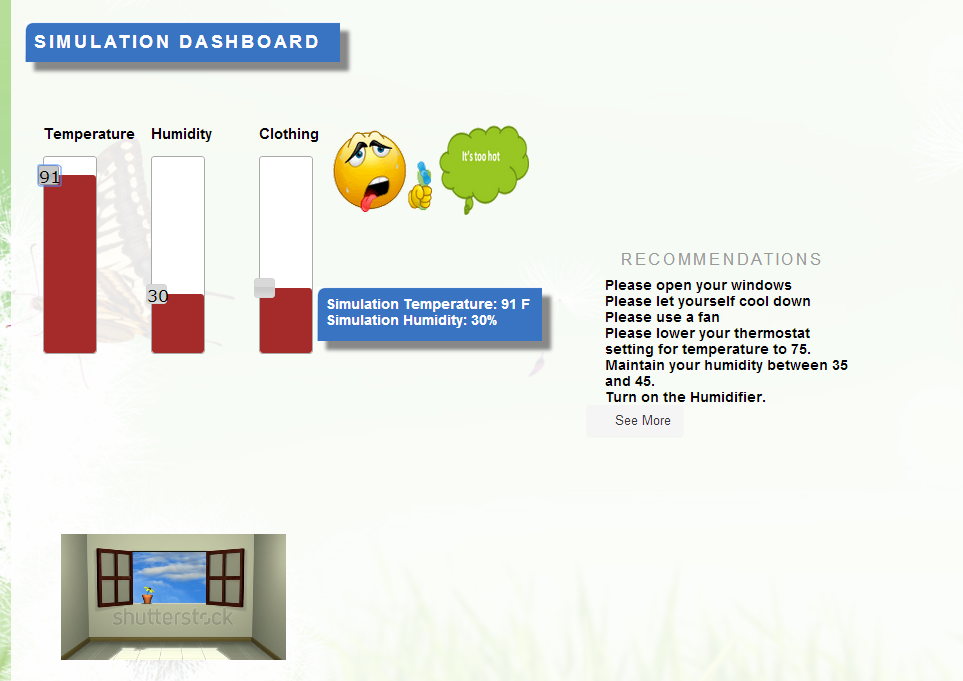 SIMULATION DASHBOARD
Temperature Humidity Clothing
It's too hot
91
30
Simulation Temperature: 91 F
Simulation Humidity: 30%
RECOMMENDATIONS
Please open your windows
Please let yourself cool down
Please use a fan
Please lower your thermostat
setting for temperature to 75.
Maintain your humidity between 35
and 45.
Turn on the Humidifier.
See More
shutterstock